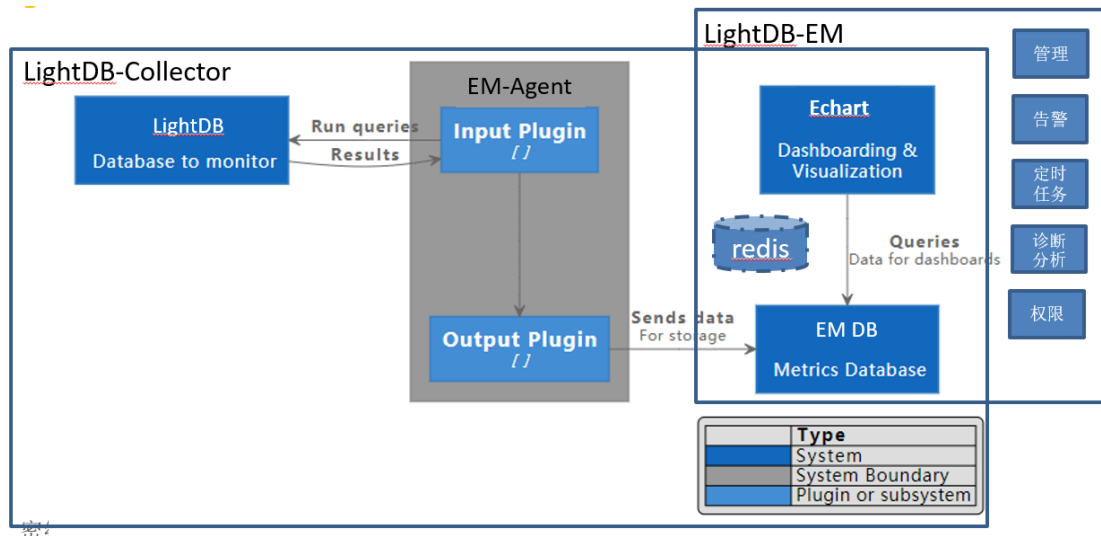 LightDB-EM
LightDB-Collector
EM-Agent
LightDB
Database to monitor
Run queries
Results
Input Plugin
[ ]
Echart
Dashboarding &
Visualization
redis
Queries
Data for dashboards
Output Plugin
[ ]
Sends data
For storage
EM DB
Metrics Database
管理
告警
定时
任务
诊断
分析
权限
Type
System
System Boundary
Plugin or subsystem